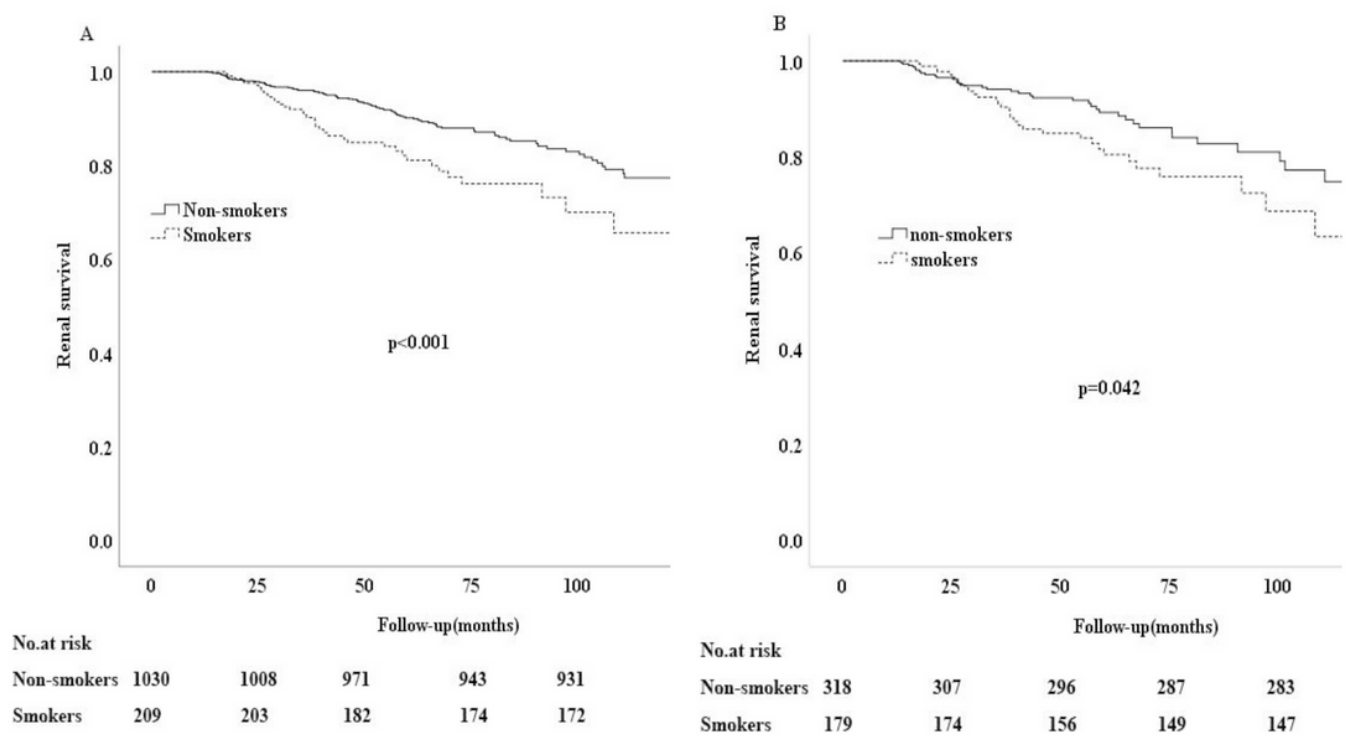 A
1.0
0.8
0.6
0.4
0.2
0.0
Renal survival
Non-smokers
Smokers
p<0.001
0 25 50 75 100
Follow-up(months)
No.at risk
Non-smokers 1030 1008 971 943 931
Smokers 209 203 182 174 172
B
1.0
0.8
0.6
0.4
0.2
0.0
Renal survival
non-smokers
smokers
p=0.042
0 25 50 75 100
Follow-up(months)
No.at risk
Non-smokers 318 307 296 287 283
Smokers 179 174 156 149 147